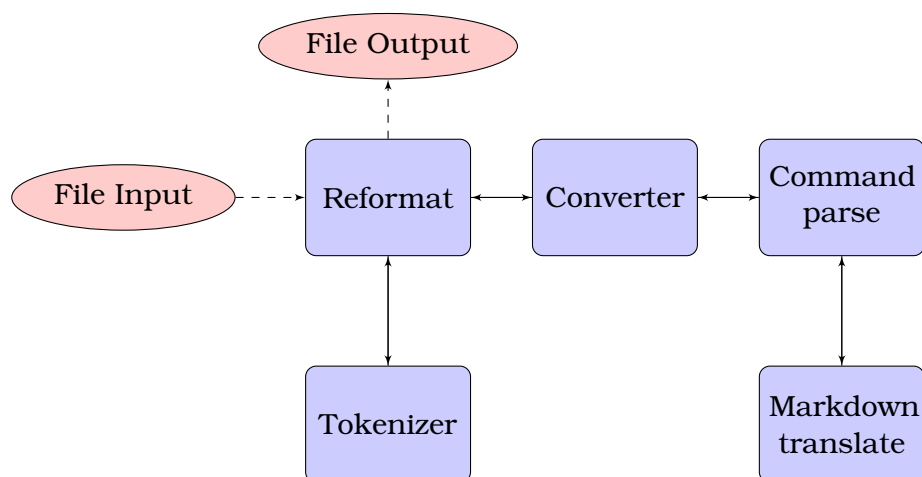 File Output
File Input
Reformat
Converter
Command
parse
Tokenizer
Markdown
translate